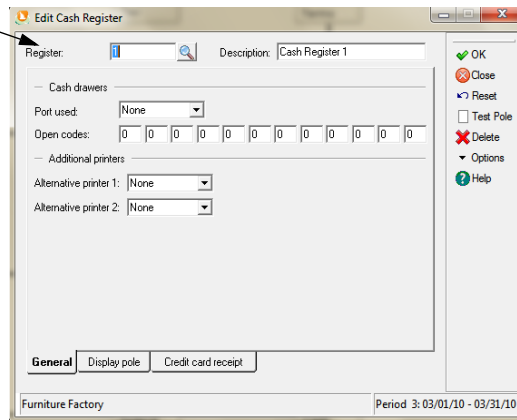 Edit Cash Register
Register: 1 Description: Cash Register 1
Cash drawers
Port used: None
Open codes: 0 0 0 0 0 0 0 0 0 0 0
Additional printers
Alternative printer 1: None
Alternative printer 2: None
General Display pole Credit card receipt
OK
Close
Reset
Test Pole
Delete
Options
Help
Furniture Factory Period 3: 03/01/10 - 03/31/10